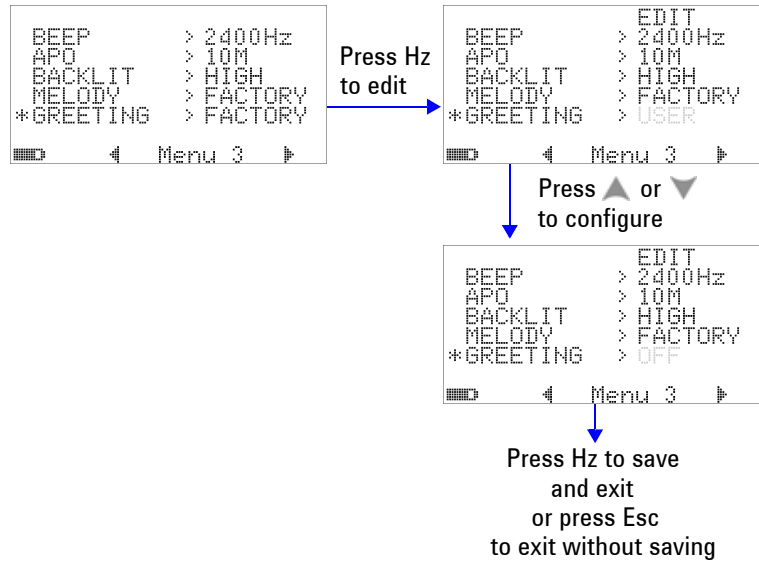 BEEP > 2400Hz
APO > 10M
BACKLIT > HIGH
MELODY > FACTORY
*GREETING > FACTORY
Menu 3
Press Hz
to edit
EDIT
BEEP > 2400Hz
APO > 10M
BACKLIT > HIGH
MELODY > FACTORY
*GREETING > USER
Menu 3
Press ▲ or ▼
to configure
EDIT
BEEP > 2400Hz
APO > 10M
BACKLIT > HIGH
MELODY > FACTORY
*GREETING > OFF
Menu 3
Press Hz to save
and exit
or press Esc
to exit without saving